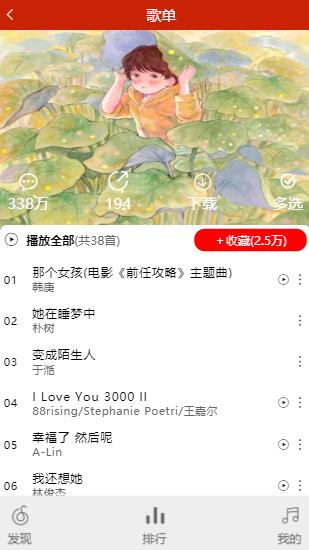 歌单
338万 194 下载 多选
播放全部(共38首) +收藏(2.5万)
01 那个女孩(电影《前任攻略》主题曲)
韩庚
02 她在睡梦中
朴树
03 变成陌生人
于湉
04 I Love You 3000 II
88rising/Stephanie Poetri/王嘉尔
05 幸福了 然后呢
A-Lin
06 我还想她
林俊杰
发现 排行 我的